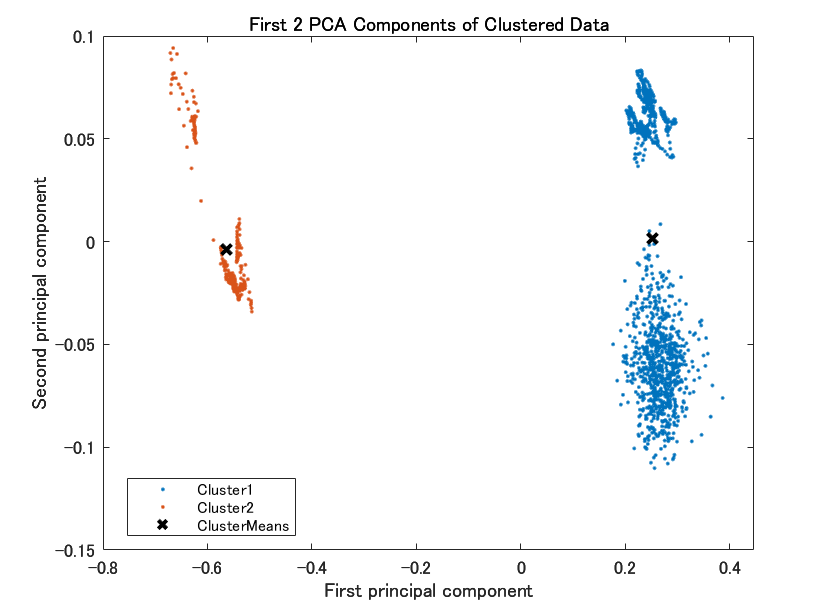 First 2 PCA Components of Clustered Data
0.1
0.05
0
-0.05
-0.1
-0.15
Second principal component
Cluster1
Cluster2
ClusterMeans
-0.8 -0.6 -0.4 -0.2 0 0.2 0.4
First principal component